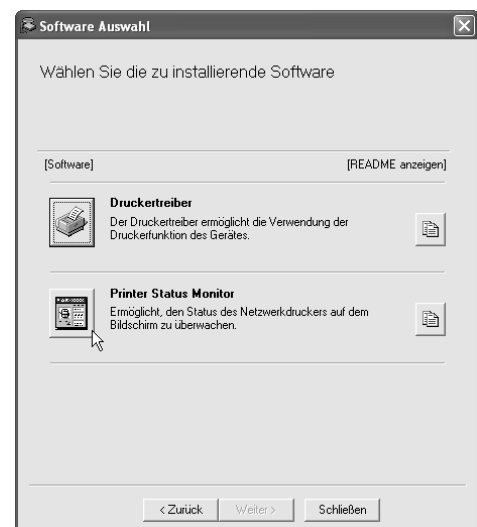 Software Auswahl
Wählen Sie die zu installierende Software
[Software] [README anzeigen]
Druckertreiber
Der Druckertreiber ermöglicht die Verwendung der
Druckerfunktion des Gerätes.
Printer Status Monitor
Ermöglicht, den Status des Netzwerkdruckers auf dem
Bildschirm zu überwachen.
< Zurück Weiter > Schließen